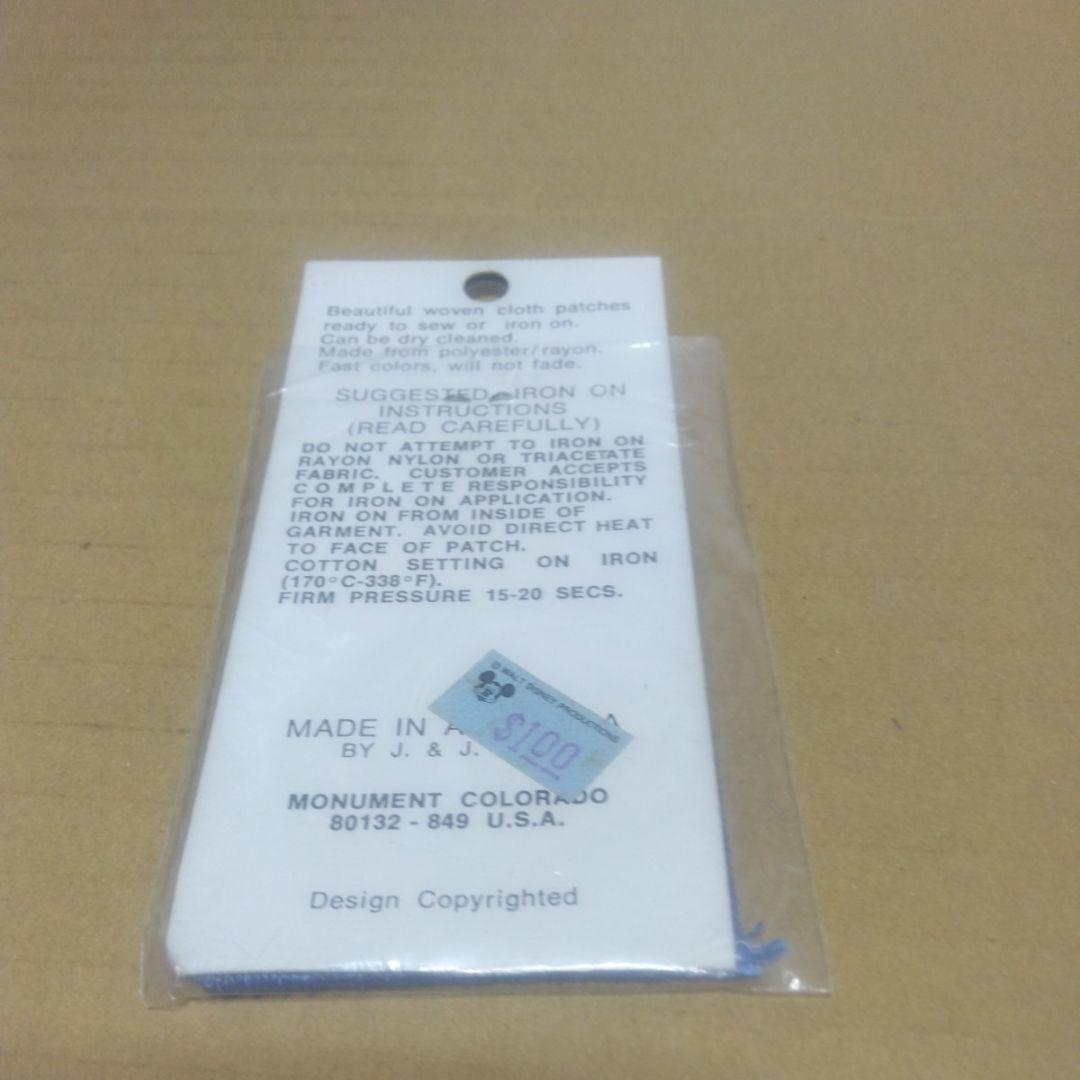 Beautiful woven cloth patches
ready to sew or iron on.
Can be dry cleaned.
Made from polyester/rayon.
Fast colors, will not fade.
SUGGESTED IRON ON
INSTRUCTIONS
(READ CAREFULLY)
DO NOT ATTEMPT TO IRON ON
RAYON NYLON OR TRIACETATE
FABRIC. CUSTOMER ACCEPTS
COMPLETE RESPONSIBILITY
FOR IRON ON APPLICATION.
IRON ON FROM INSIDE OF
GARMENT. AVOID DIRECT HEAT
TO FACE OF PATCH.
COTTON SETTING ON IRON
(170°C-338°F).
FIRM PRESSURE 15-20 SECS.
© WALT DISNEY PRODUCTIONS
$1.00
MADE IN
BY J. & J.
MONUMENT COLORADO
80132 - 849 U.S.A.
Design Copyrighted